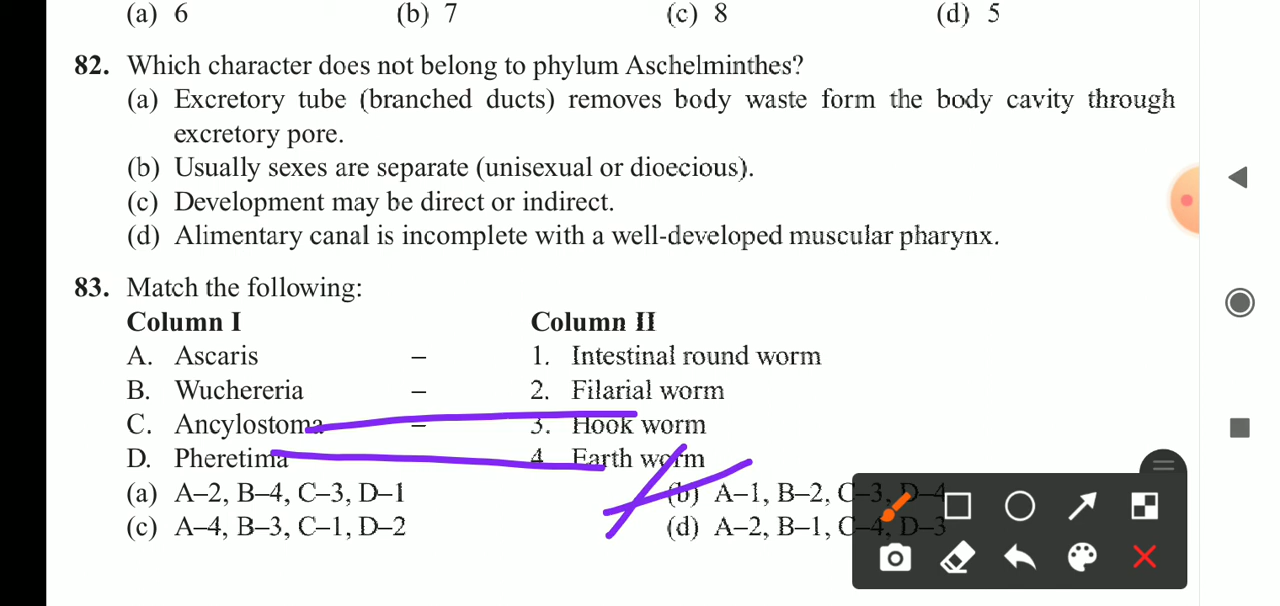 (a) 6 (b) 7 (c) 8 (d) 5
82. Which character does not belong to phylum Aschelminthes?
(a) Excretory tube (branched ducts) removes body waste form the body cavity through
excretory pore.
(b) Usually sexes are separate (unisexual or dioecious).
(c) Development may be direct or indirect.
(d) Alimentary canal is incomplete with a well-developed muscular pharynx.
83. Match the following:
Column I Column II
A. Ascaris – 1. Intestinal round worm
B. Wuchereria – 2. Filarial worm
C. Ancylostoma – 3. Hook worm
D. Pheretima 4. Earth worm
(a) A–2, B–4, C–3, D–1 (b) A–1, B–2, C–3, D–4
(c) A–4, B–3, C–1, D–2 (d) A–2, B–1, C–4, D–3